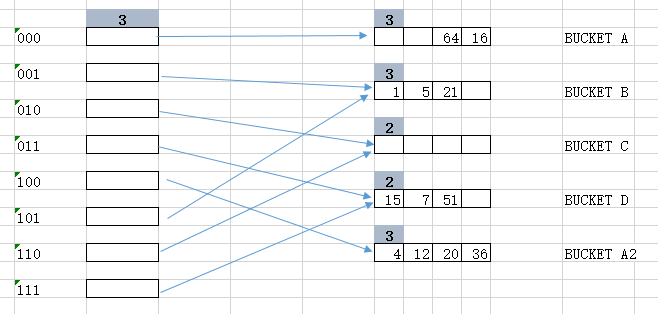 3 3
000 64 16 BUCKET A
001 3
1 5 21 BUCKET B
010 2
011 BUCKET C
100 2
15 7 51 BUCKET D
101 3
110 4 12 20 36 BUCKET A2
111